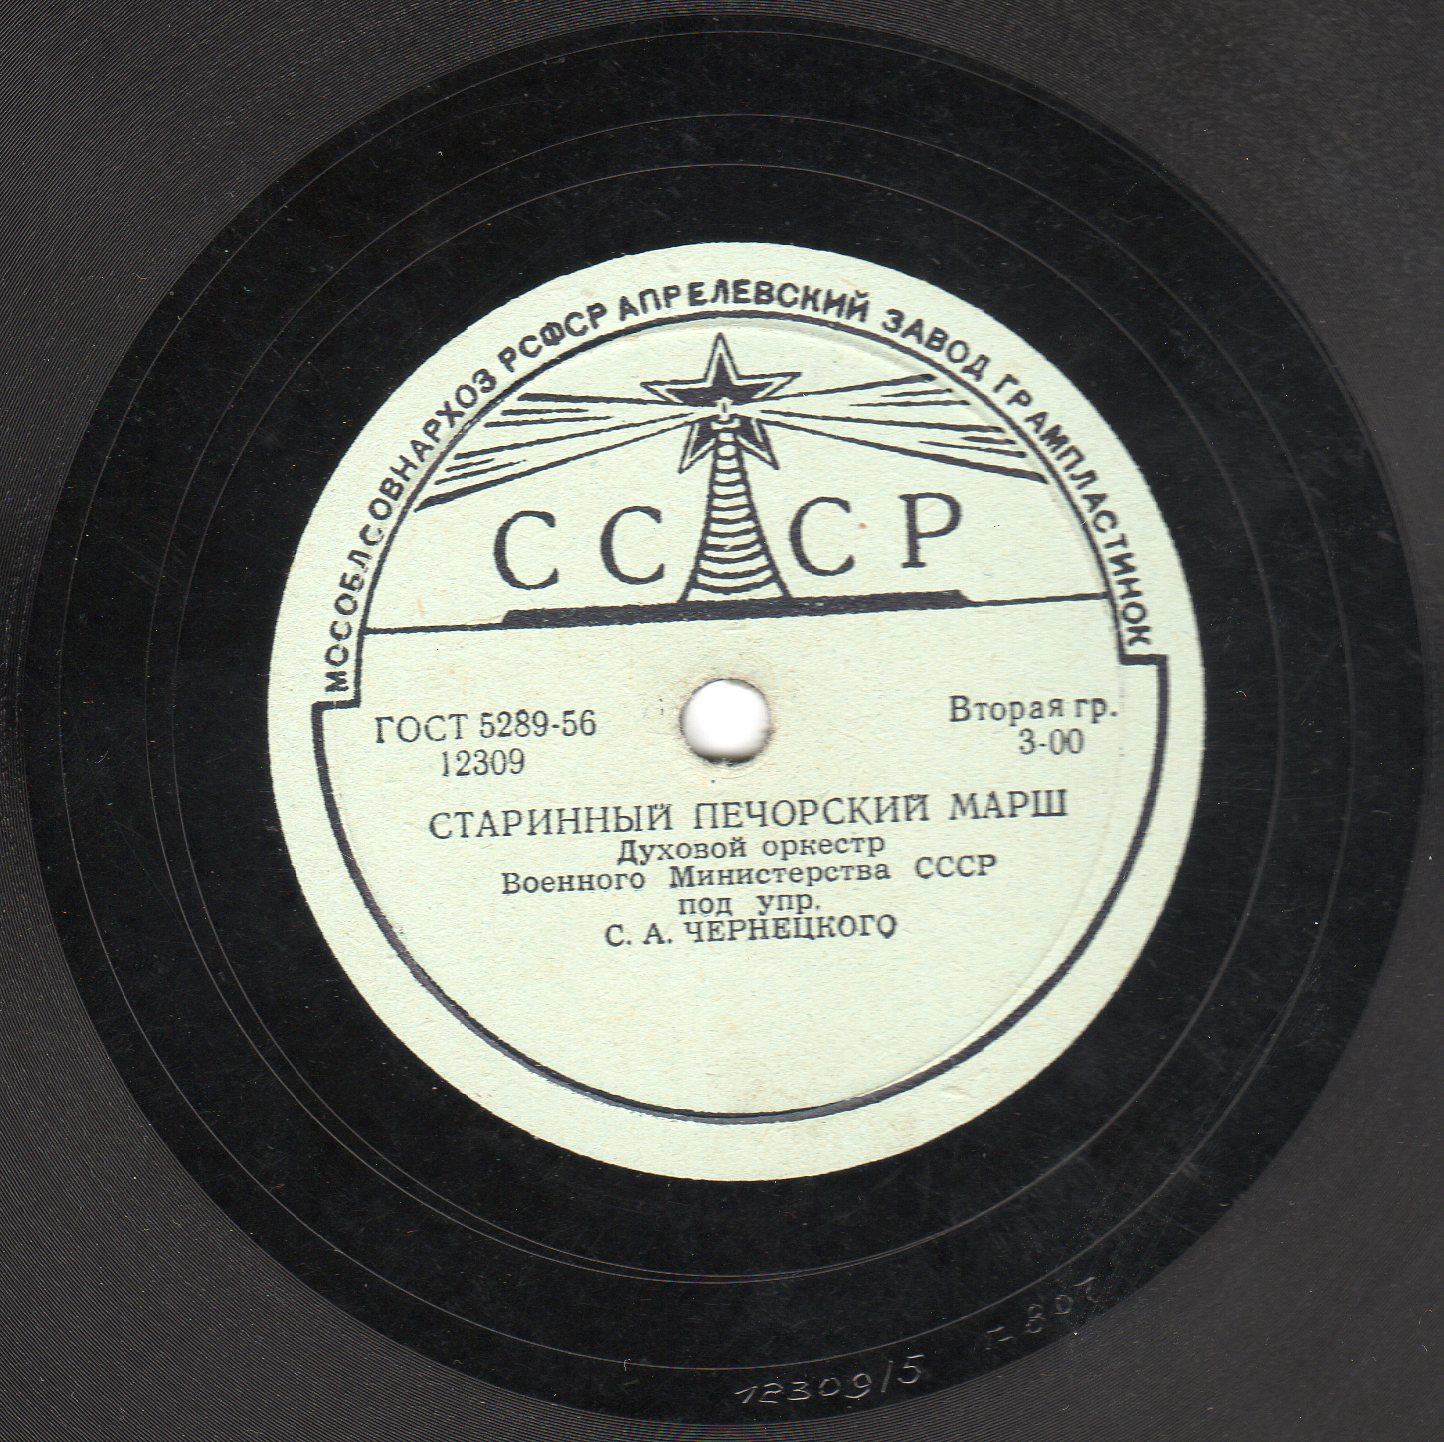 МОСОБЛСОВНАРХОЗ РСФСР АПРЕЛЕВСКИЙ ЗАВОД ГРАМПЛАСТИНОК
СССР
ГОСТ 5289-56
12309
Вторая гр.
3-00
СТАРИННЫЙ ПЕЧОРСКИЙ МАРШ
Духовой оркестр
Военного Министерства СССР
под упр.
С. А. ЧЕРНЕЦКОГО
12309/5